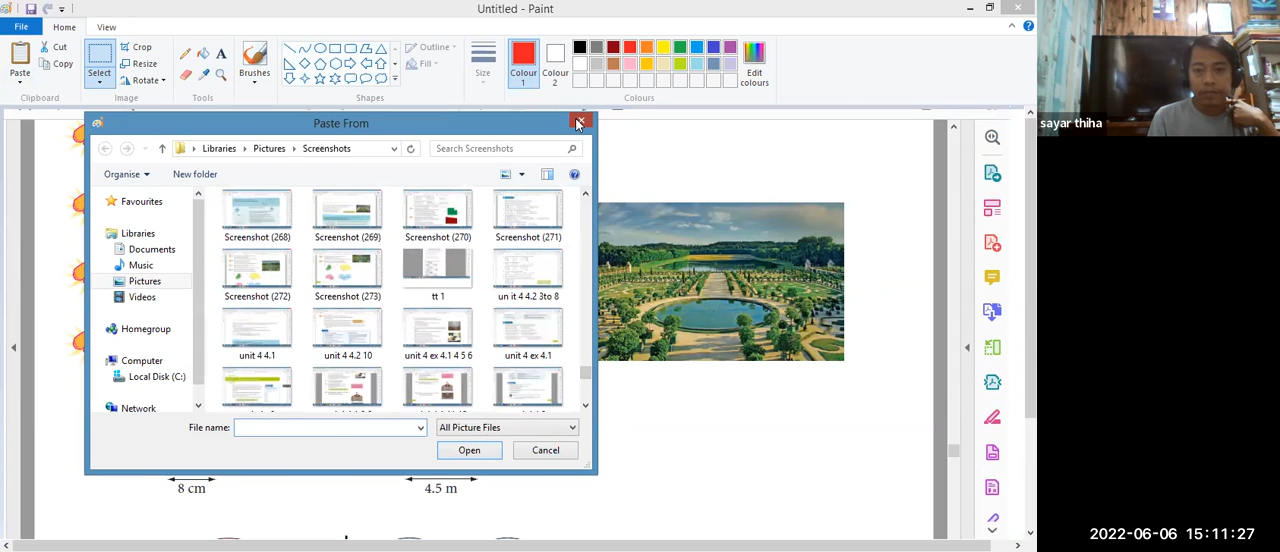 Untitled - Paint
File Home View
Cut
Copy
Paste
Clipboard
Select
Crop
Resize
Rotate
Image
A
Tools
Brushes
Outline
Fill
Shapes
Size
Colour 1
Colour 2
Edit colours
Colours
sayar thiha
Paste From
Libraries Pictures Screenshots
Search Screenshots
Organise New folder
Favourites
Libraries
Documents
Music
Pictures
Videos
Homegroup
Computer
Local Disk (C:)
Network
Screenshot (268) Screenshot (269) Screenshot (270) Screenshot (271)
Screenshot (272) Screenshot (273) tt 1 un it 4 4.2 3to 8
unit 4 4.1 unit 4 4.2 10 unit 4 ex 4.1 4 5 6 unit 4 ex 4.1
File name: All Picture Files
Open Cancel
8 cm 4.5 m
2022-06-06 15:11:27